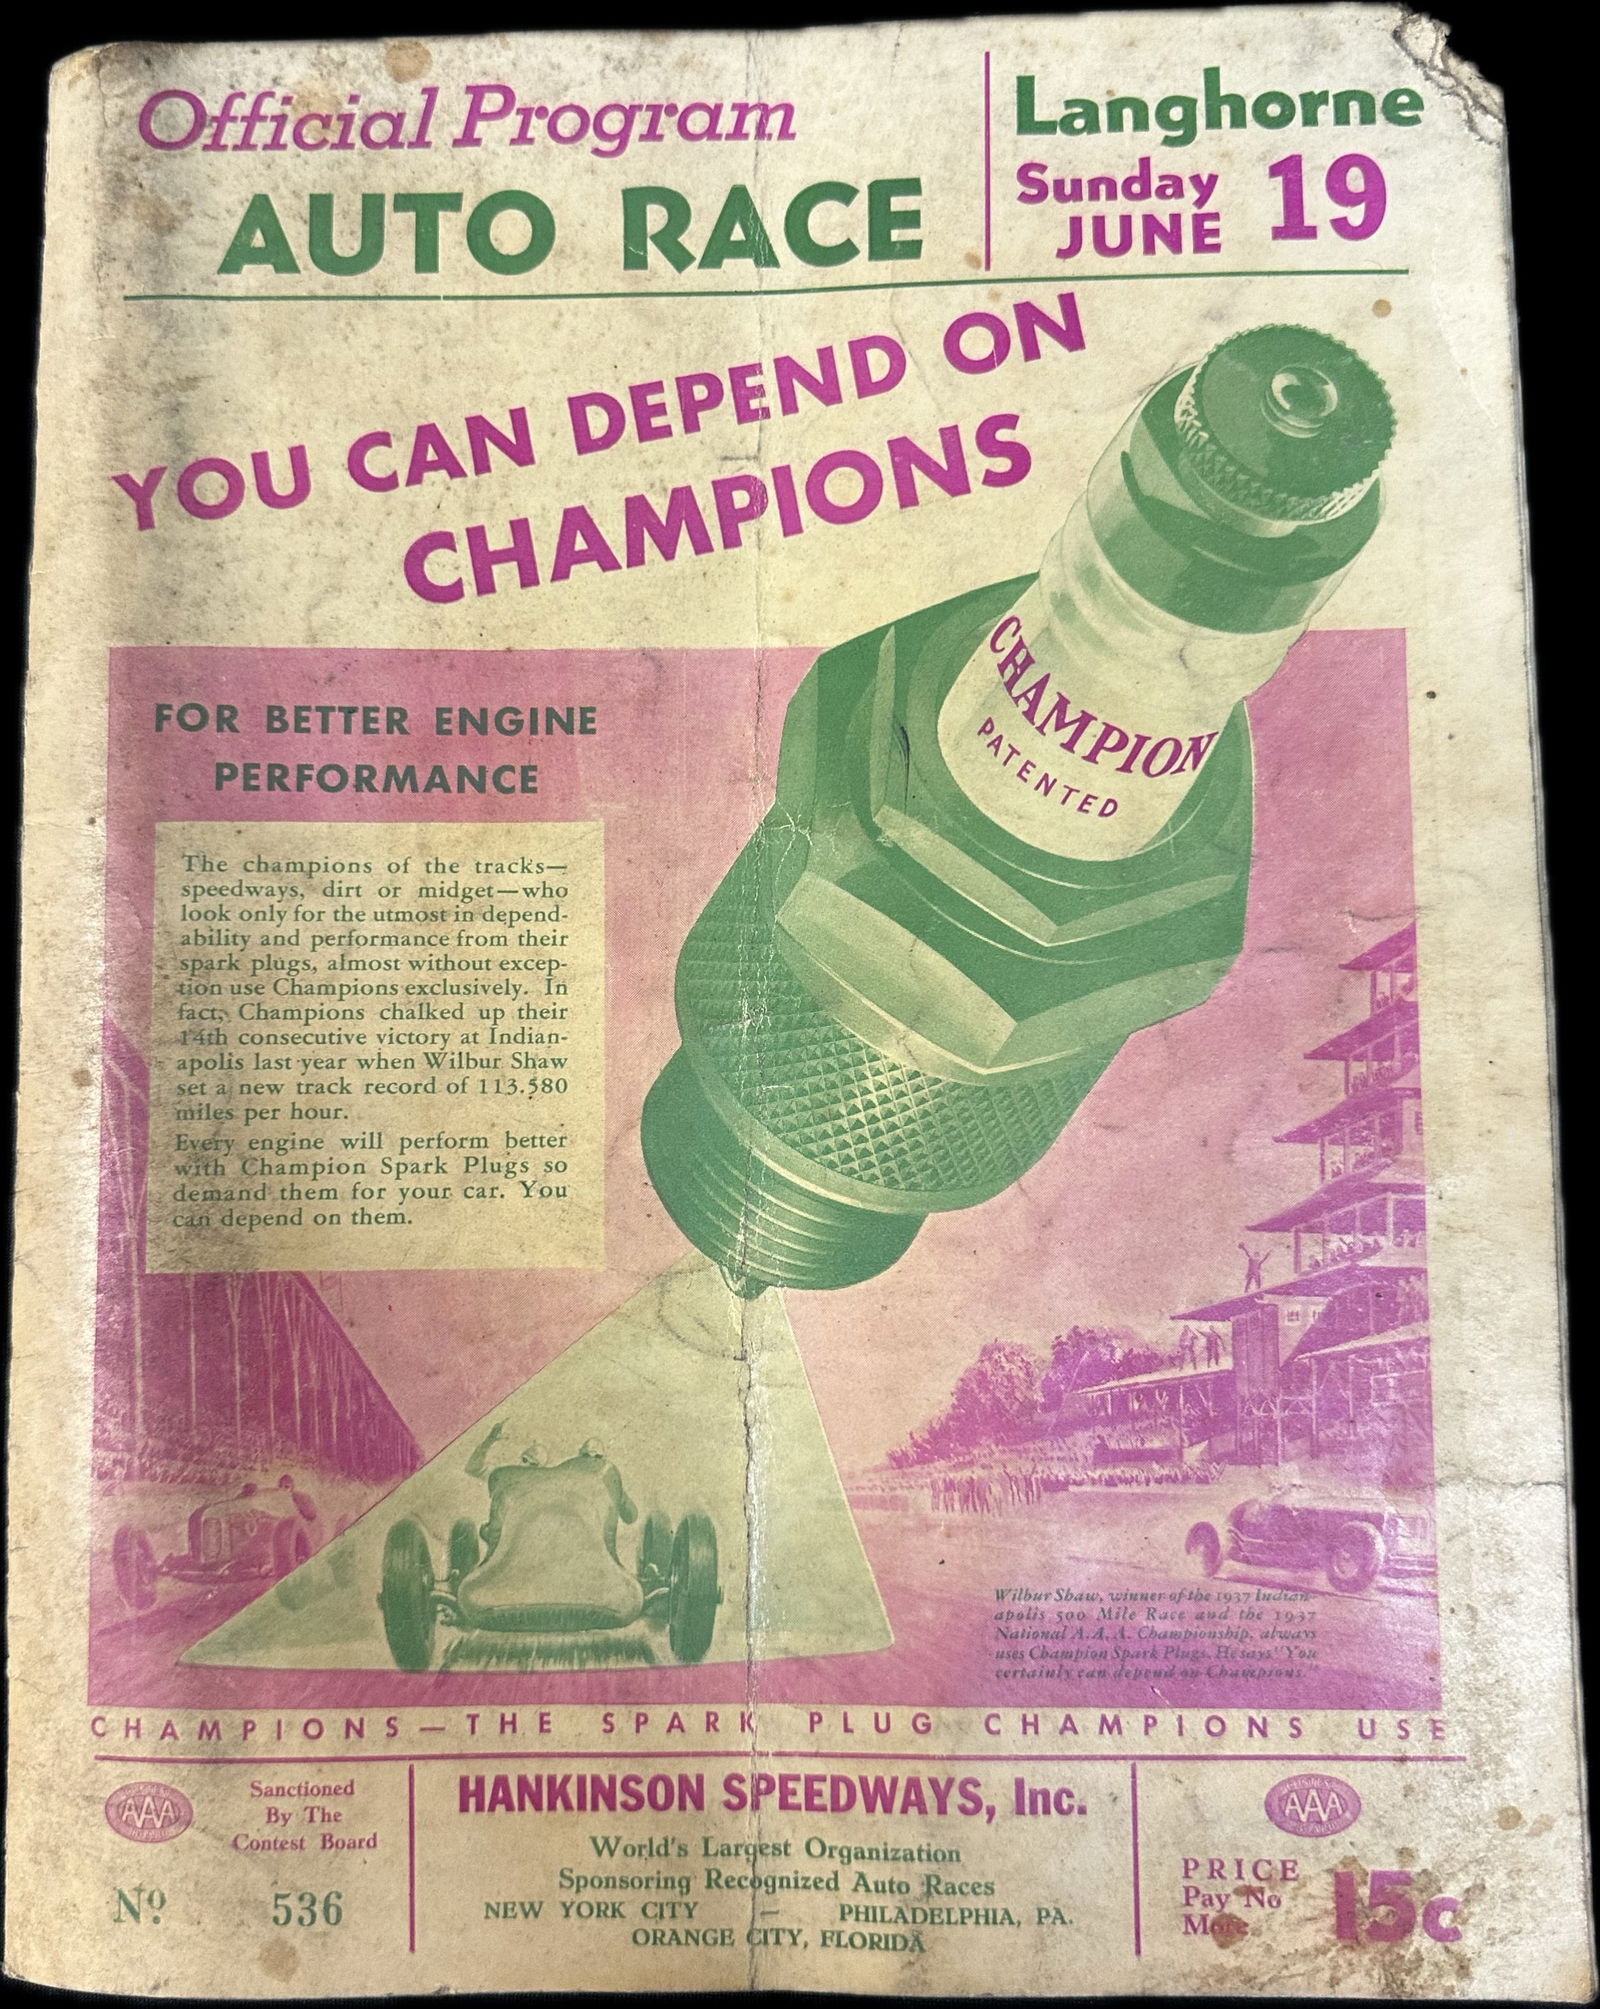 Official Program
AUTO RACE
Langhorne
Sunday
JUNE 19
YOU CAN DEPEND ON
CHAMPIONS
CHAMPION
PATENTED
FOR BETTER ENGINE
PERFORMANCE
The champions of the tracks—
speedways, dirt or midget—who
look only for the utmost in depend-
ability and performance from their
spark plugs, almost without excep-
tion use Champions exclusively. In
fact, Champions chalked up their
14th consecutive victory at Indian-
apolis last year when Wilbur Shaw
set a new track record of 113.580
miles per hour.
Every engine will perform better
with Champion Spark Plugs so
demand them for your car. You
can depend on them.
Wilbur Shaw, winner of the 1937 Indian-
apolis 500 Mile Race and the 1937
National A.A.A. Championship, always
uses Champion Spark Plugs. He says "You
certainly can depend on Champions."
CHAMPIONS—THE SPARK PLUG CHAMPIONS USE
AAA
Sanctioned
By The
Contest Board
No. 536
HANKINSON SPEEDWAYS, Inc.
World's Largest Organization
Sponsoring Recognized Auto Races
NEW YORK CITY — PHILADELPHIA, PA.
ORANGE CITY, FLORIDA
AAA
PRICE
Pay No
More
15c